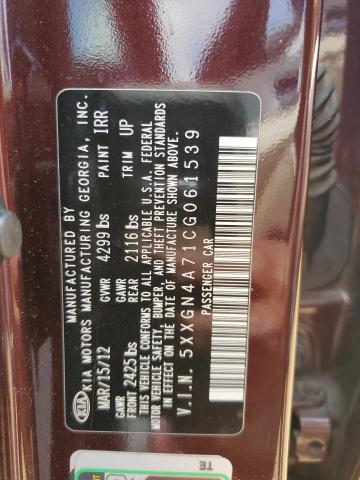 MANUFACTURED BY
KIA KIA MOTORS MANUFACTURING GEORGIA, INC.
MAR/15/12 GVWR 4299 lbs PAINT IRR
GAWR FRONT 2425 lbs GAWR REAR 2116 lbs TRIM UP
THIS VEHICLE CONFORMS TO ALL APPLICABLE U.S.A. FEDERAL
MOTOR VEHICLE SAFETY, BUMPER, AND THEFT PREVENTION STANDARDS
IN EFFECT ON THE DATE OF MANUFACTURE SHOWN ABOVE.
V.I.N. 5XXGN4A71CG061539
PASSENGER CAR
TE